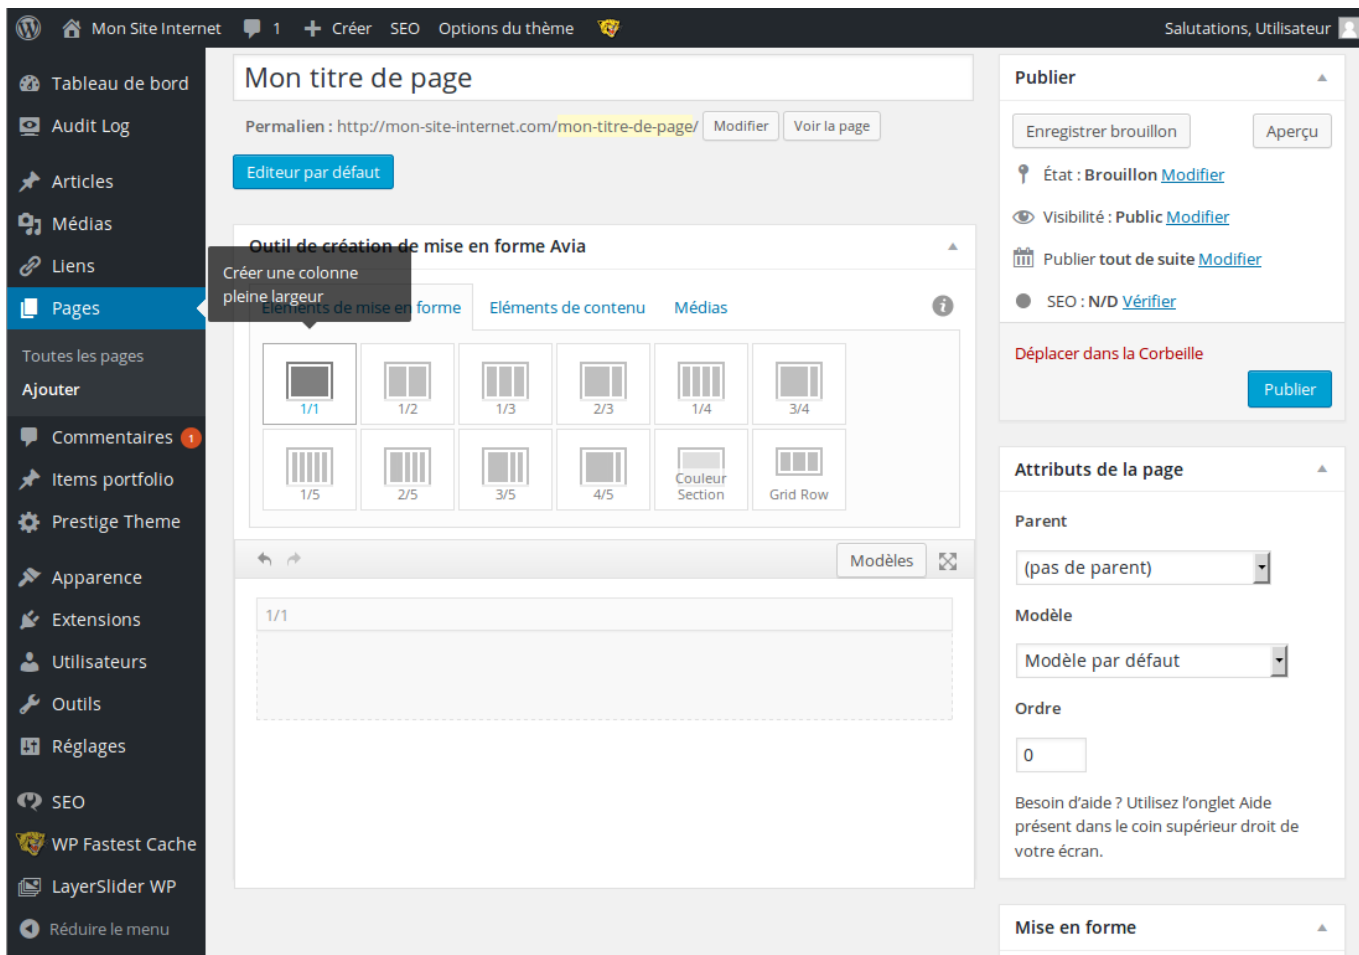 Mon Site Internet 1 Créer SEO Options du thème Salutations, Utilisateur
Tableau de bord
Audit Log
Articles
Médias
Liens
Pages
Toutes les pages
Ajouter
Commentaires 1
Items portfolio
Prestige Theme
Apparence
Extensions
Utilisateurs
Outils
Réglages
SEO
WP Fastest Cache
LayerSlider WP
Réduire le menu
Mon titre de page
Permalien : http://mon-site-internet.com/mon-titre-de-page/ Modifier Voir la page
Editeur par défaut
Outil de création de mise en forme Avia
Créer une colonne
pleine largeur
Eléments de mise en forme Eléments de contenu Médias
1/1 1/2 1/3 2/3 1/4 3/4
1/5 2/5 3/5 4/5 Couleur Section Grid Row
Modèles
1/1
Publier
Enregistrer brouillon Aperçu
État : Brouillon Modifier
Visibilité : Public Modifier
Publier tout de suite Modifier
SEO : N/D Vérifier
Déplacer dans la Corbeille
Publier
Attributs de la page
Parent
(pas de parent)
Modèle
Modèle par défaut
Ordre
0
Besoin d’aide ? Utilisez l’onglet Aide
présent dans le coin supérieur droit de
votre écran.
Mise en forme